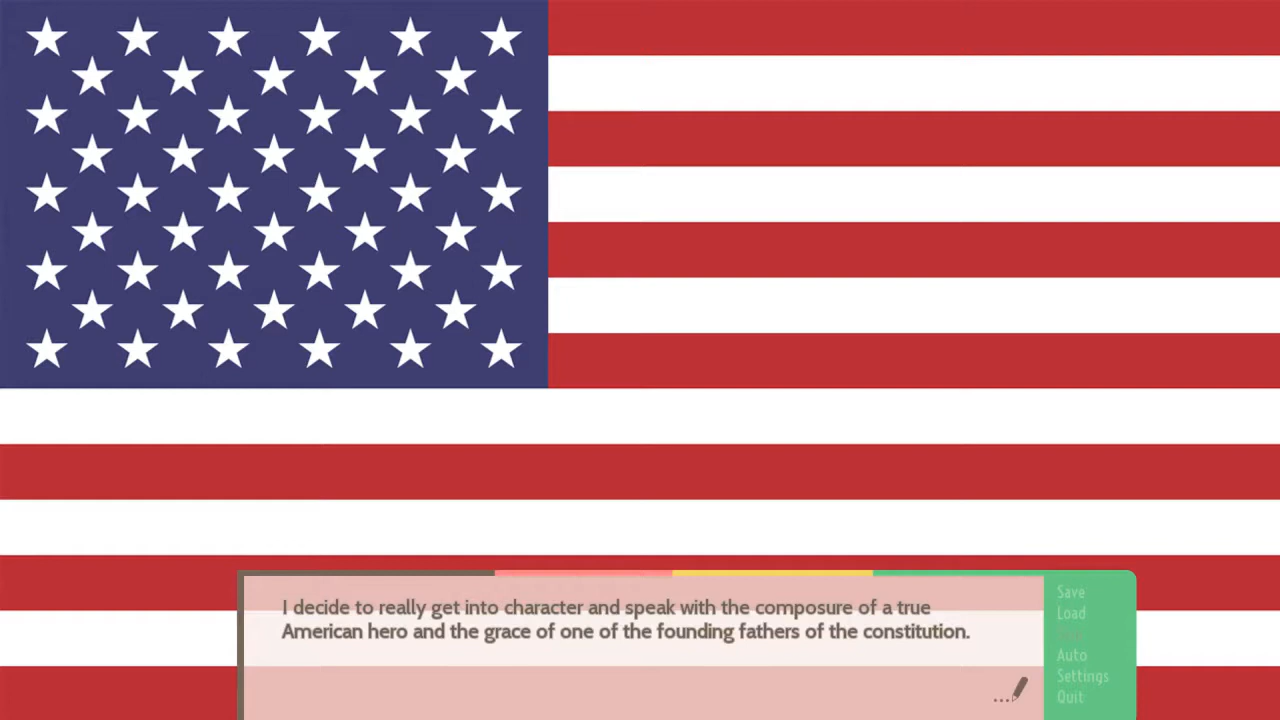 I decide to really get into character and speak with the composure of a true
American hero and the grace of one of the founding fathers of the constitution.
Save
Load
Auto
Settings
Quit